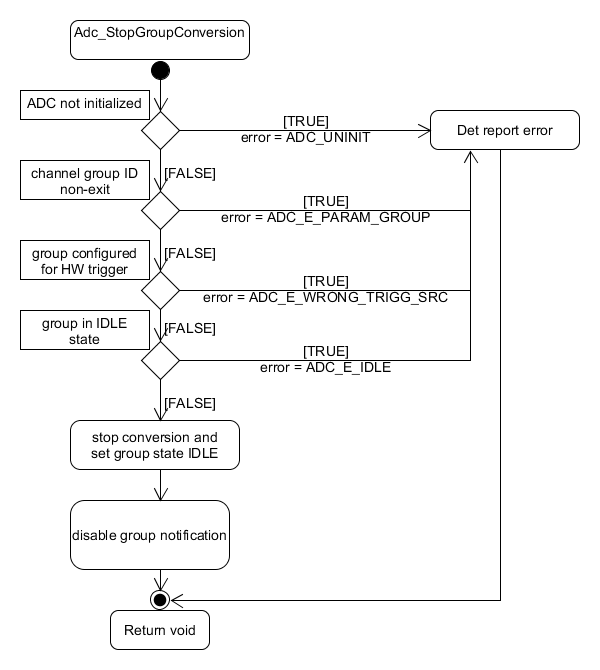 Adc_StopGroupConversion
ADC not initialized
[TRUE]
error = ADC_UNINIT
Det report error
channel group ID
non-exit
[FALSE]
[TRUE]
error = ADC_E_PARAM_GROUP
group configured
for HW trigger
[FALSE]
[TRUE]
error = ADC_E_WRONG_TRIGG_SRC
group in IDLE
state
[FALSE]
[TRUE]
error = ADC_E_IDLE
[FALSE]
stop conversion and
set group state IDLE
disable group notification
Return void